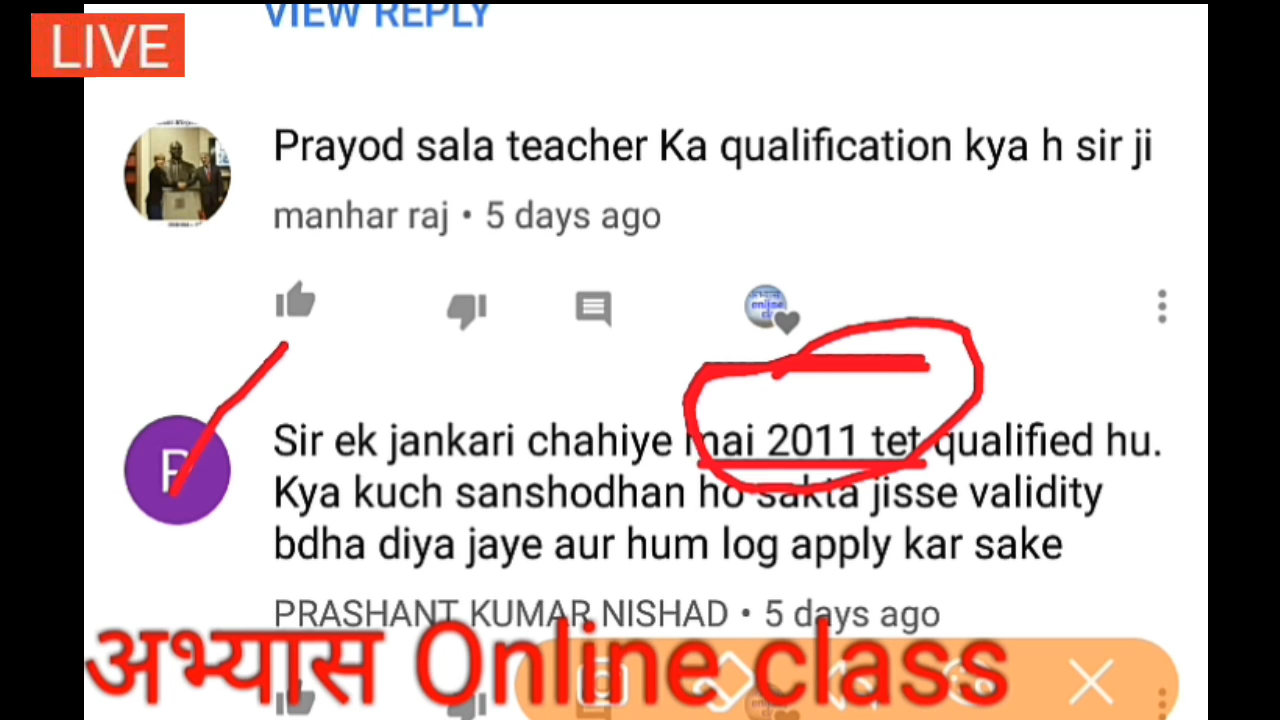 VIEW REPLY
LIVE
Prayod sala teacher Ka qualification kya h sir ji
manhar raj • 5 days ago
अभ्यास
online
Sir ek jankari chahiye mai 2011 tet qualified hu.
P
Kya kuch sanshodhan ho sakta jisse validity
bdha diya jaye aur hum log apply kar sake
PRASHANT KUMAR NISHAD • 5 days ago
अभ्यास Online class